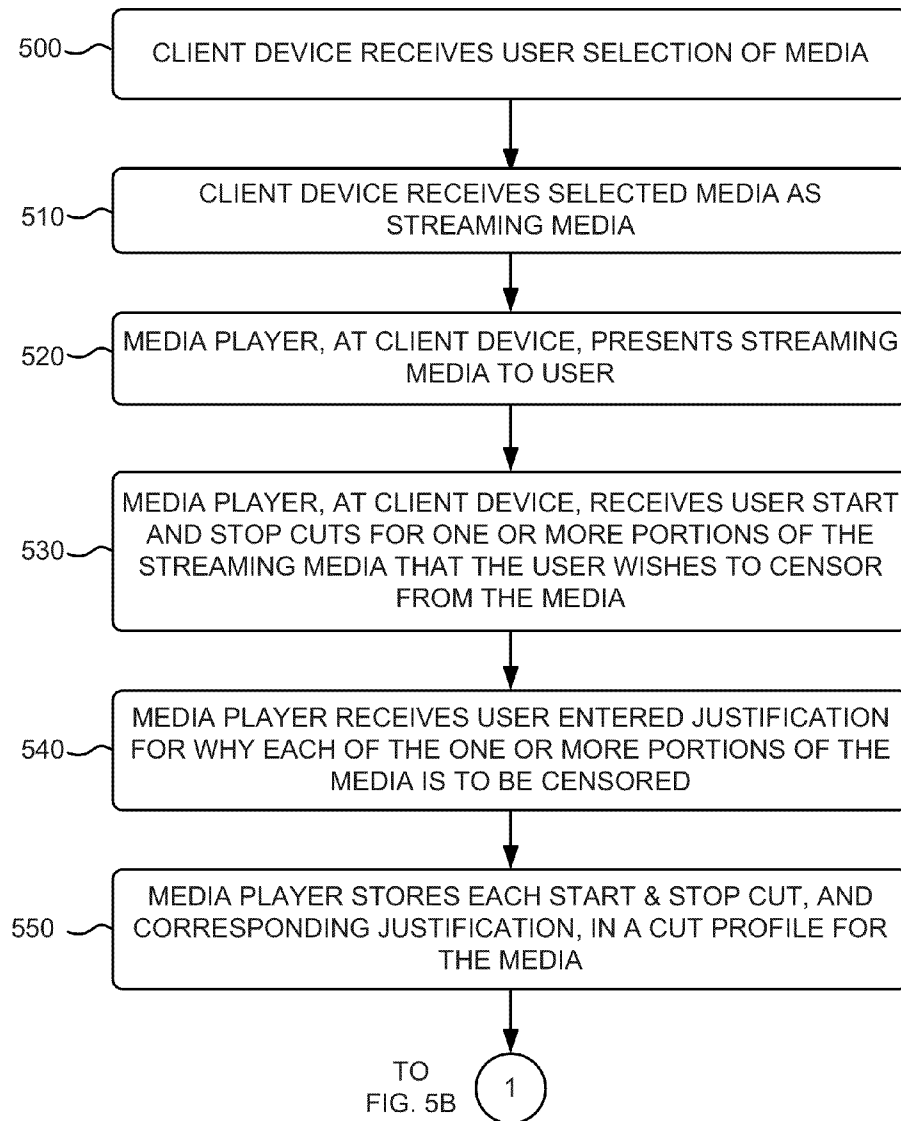 500
CLIENT DEVICE RECEIVES USER SELECTION OF MEDIA
510
CLIENT DEVICE RECEIVES SELECTED MEDIA AS
STREAMING MEDIA
520
MEDIA PLAYER, AT CLIENT DEVICE, PRESENTS STREAMING
MEDIA TO USER
530
MEDIA PLAYER, AT CLIENT DEVICE, RECEIVES USER START
AND STOP CUTS FOR ONE OR MORE PORTIONS OF THE
STREAMING MEDIA THAT THE USER WISHES TO CENSOR
FROM THE MEDIA
540
MEDIA PLAYER RECEIVES USER ENTERED JUSTIFICATION
FOR WHY EACH OF THE ONE OR MORE PORTIONS OF THE
MEDIA IS TO BE CENSORED
550
MEDIA PLAYER STORES EACH START & STOP CUT, AND
CORRESPONDING JUSTIFICATION, IN A CUT PROFILE FOR
THE MEDIA
TO
FIG. 5B
1